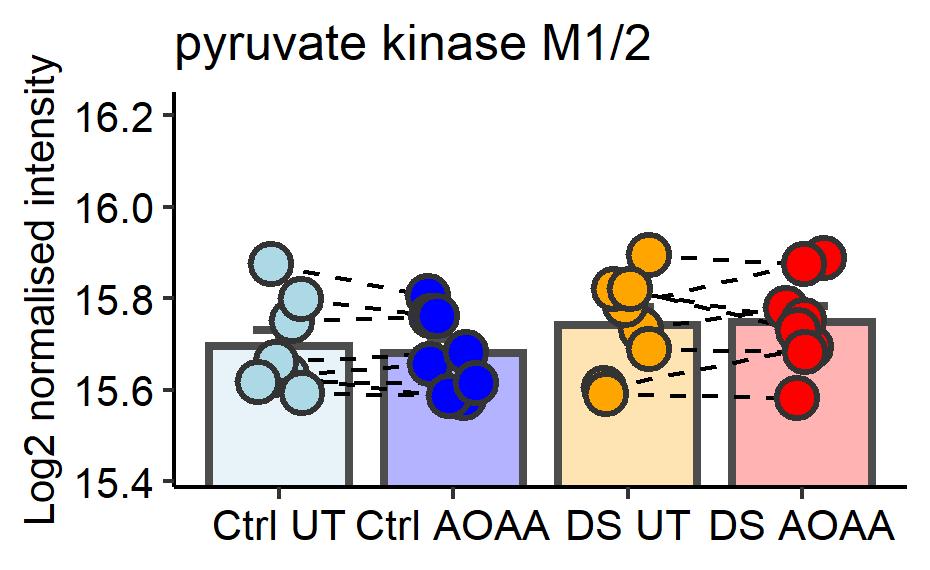 pyruvate kinase M1/2
Log2 normalised intensity
16.2
16.0
15.8
15.6
15.4
Ctrl UT Ctrl AOAA DS UT DS AOAA